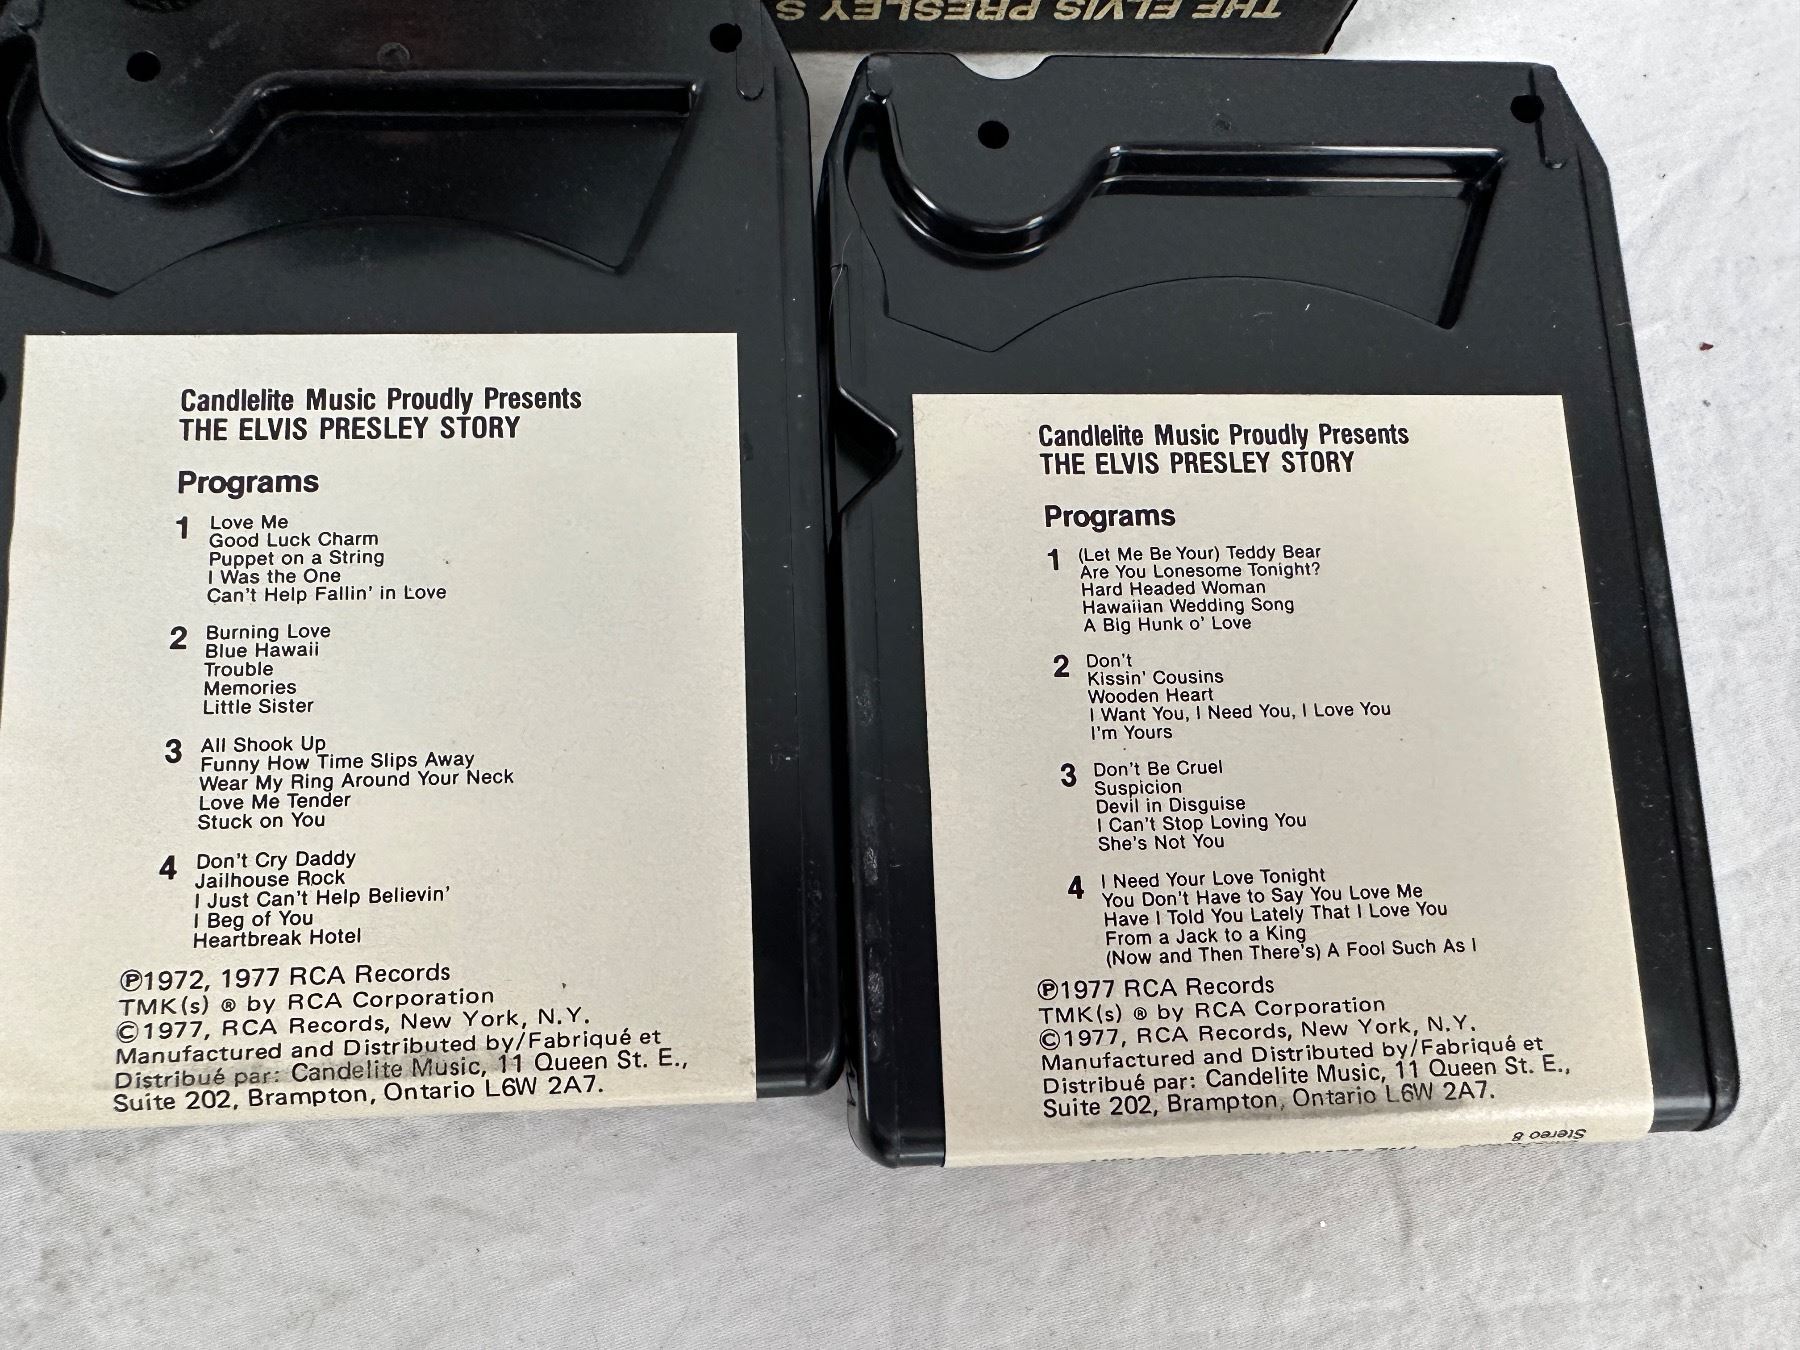 THE ELVIS PRESLEY S
Candlelite Music Proudly Presents
THE ELVIS PRESLEY STORY
Programs
1 Love Me
Good Luck Charm
Puppet on a String
I Was the One
Can't Help Fallin' in Love
2 Burning Love
Blue Hawaii
Trouble
Memories
Little Sister
3 All Shook Up
Funny How Time Slips Away
Wear My Ring Around Your Neck
Love Me Tender
Stuck on You
4 Don't Cry Daddy
Jailhouse Rock
I Just Can't Help Believin'
I Beg of You
Heartbreak Hotel
℗1972, 1977 RCA Records
TMK(s) ® by RCA Corporation
©1977, RCA Records, New York, N.Y.
Manufactured and Distributed by/Fabriqué et
Distribué par: Candelite Music, 11 Queen St. E.,
Suite 202, Brampton, Ontario L6W 2A7.
Candlelite Music Proudly Presents
THE ELVIS PRESLEY STORY
Programs
1 (Let Me Be Your) Teddy Bear
Are You Lonesome Tonight?
Hard Headed Woman
Hawaiian Wedding Song
A Big Hunk o' Love
2 Don't
Kissin' Cousins
Wooden Heart
I Want You, I Need You, I Love You
I'm Yours
3 Don't Be Cruel
Suspicion
Devil in Disguise
I Can't Stop Loving You
She's Not You
4 I Need Your Love Tonight
You Don't Have to Say You Love Me
Have I Told You Lately That I Love You
From a Jack to a King
(Now and Then There's) A Fool Such As I
℗1977 RCA Records
TMK(s) ® by RCA Corporation
©1977, RCA Records, New York, N.Y.
Manufactured and Distributed by/Fabriqué et
Distribué par: Candelite Music, 11 Queen St. E.,
Suite 202, Brampton, Ontario L6W 2A7.
Stereo 8